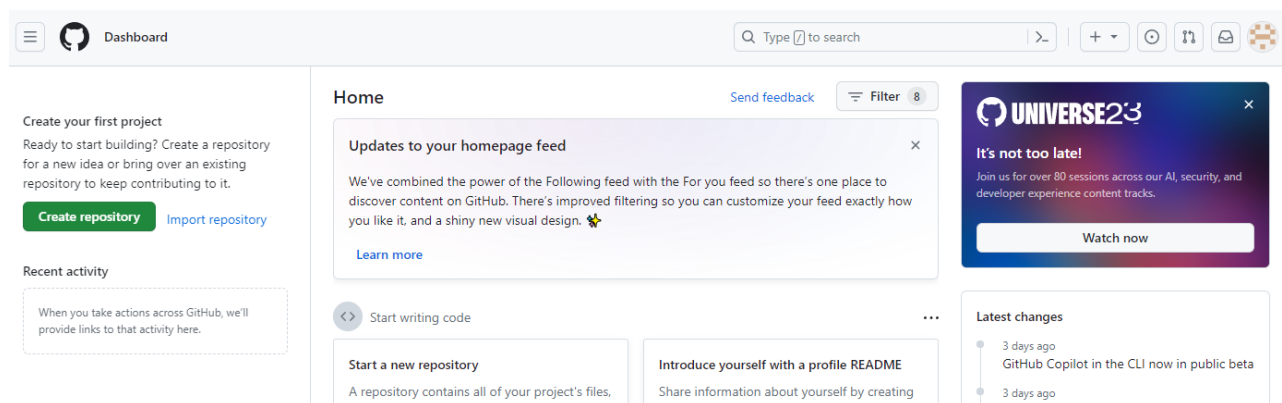 Dashboard
Type / to search
Create your first project
Ready to start building? Create a repository
for a new idea or bring over an existing
repository to keep contributing to it.
Create repository
Import repository
Recent activity
When you take actions across GitHub, we'll
provide links to that activity here.
Home
Send feedback
Filter 8
Updates to your homepage feed
We've combined the power of the Following feed with the For you feed so there's one place to
discover content on GitHub. There's improved filtering so you can customize your feed exactly how
you like it, and a shiny new visual design. ✨
Learn more
Start writing code
Start a new repository
A repository contains all of your project's files,
Introduce yourself with a profile README
Share information about yourself by creating
UNIVERSE23
It's not too late!
Join us for over 80 sessions across our AI, security, and
developer experience content tracks.
Watch now
Latest changes
3 days ago
GitHub Copilot in the CLI now in public beta
3 days ago